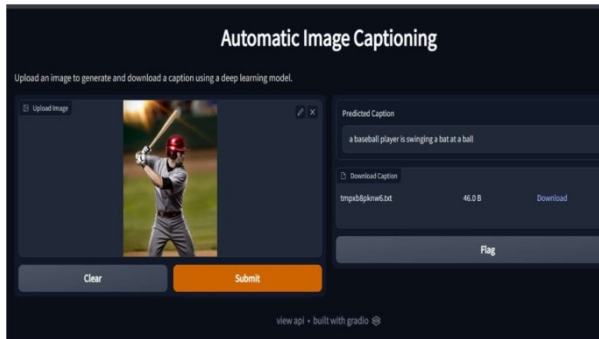 Automatic Image Captioning
Upload an image to generate and download a caption using a deep learning model.
Upload Image
Predicted Caption
a baseball player is swinging a bat at a ball
Download Caption
tmpxb8pknw6.txt 46.0 B Download
Clear
Submit
Flag
view api • built with gradio